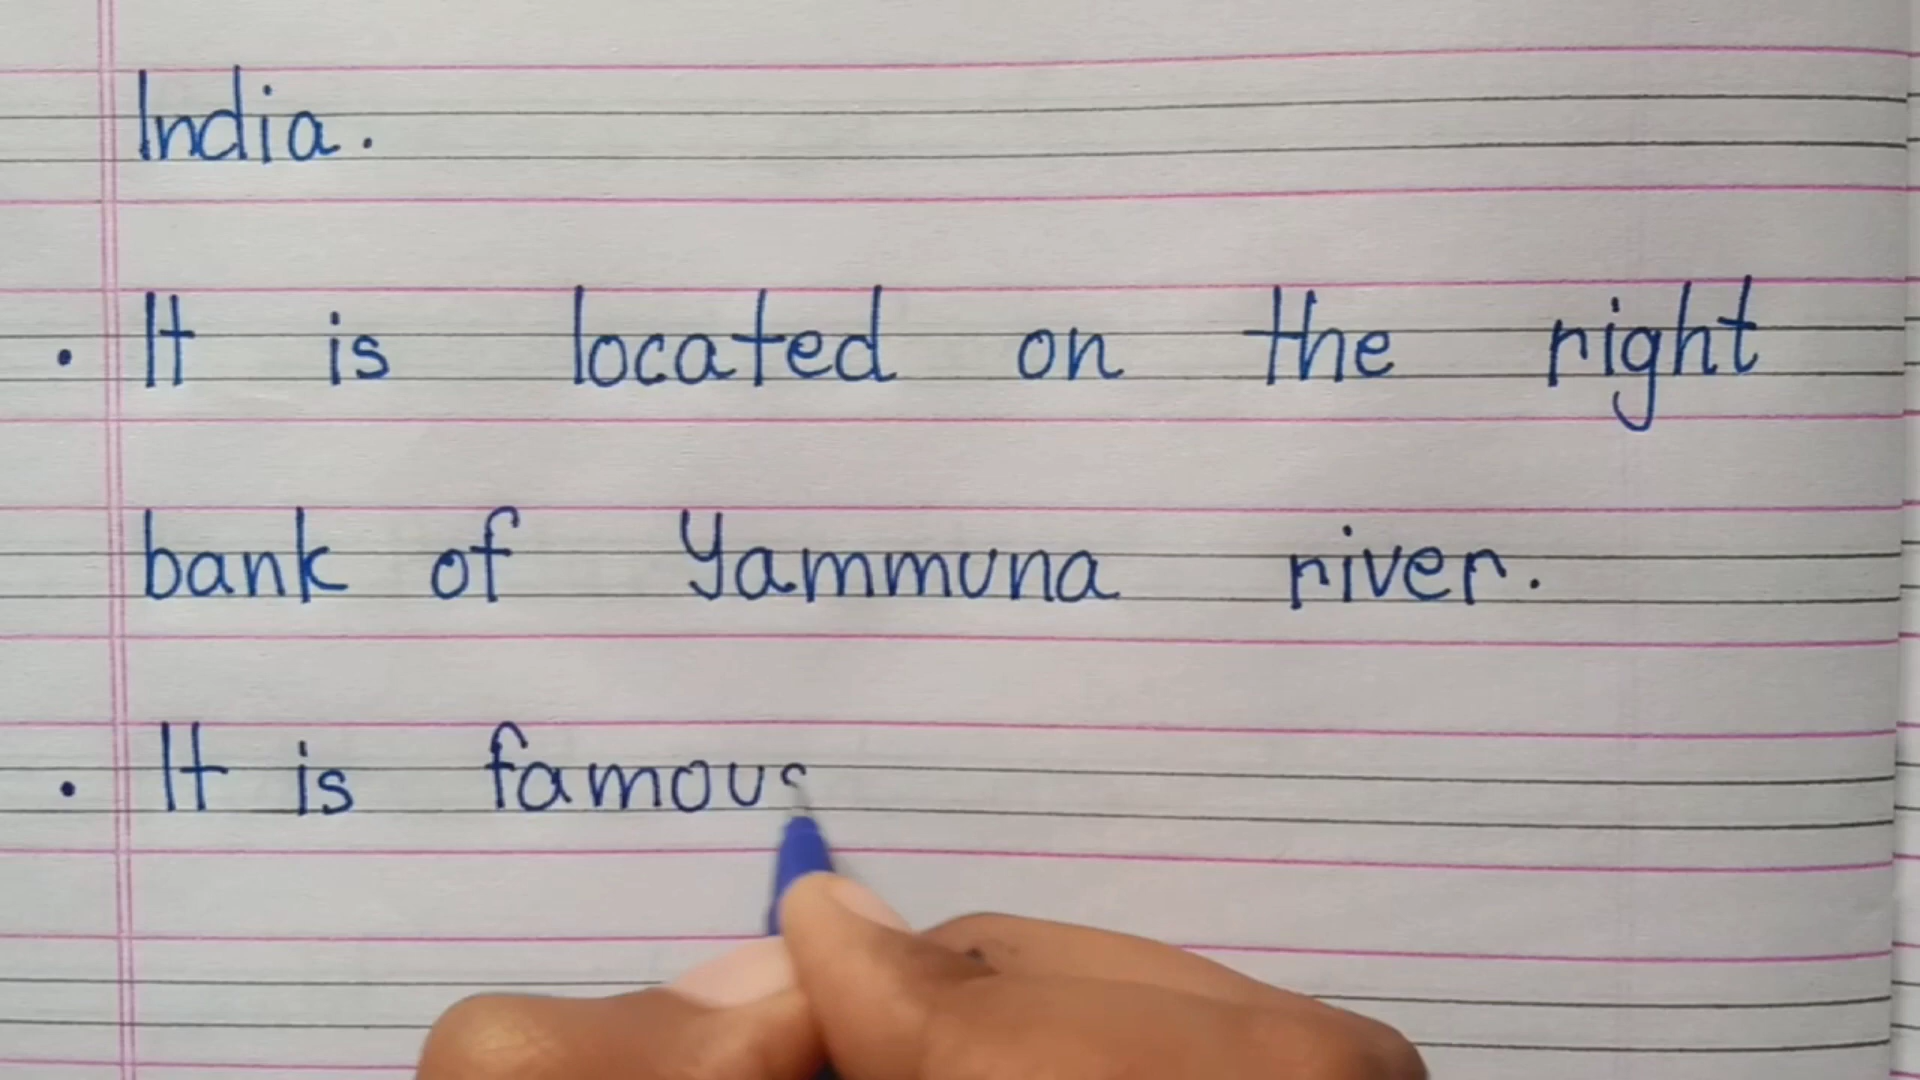 India.
• It is located on the right
bank of Yammuna river.
• It is famous